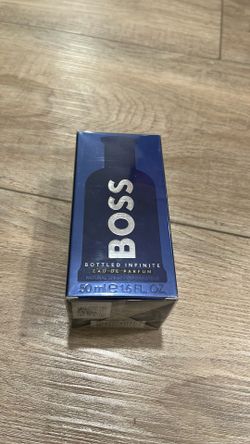 BOSS
BOTTLED INFINITE
EAU DE PARFUM
50 ml ℮ 1.6 FL. OZ.